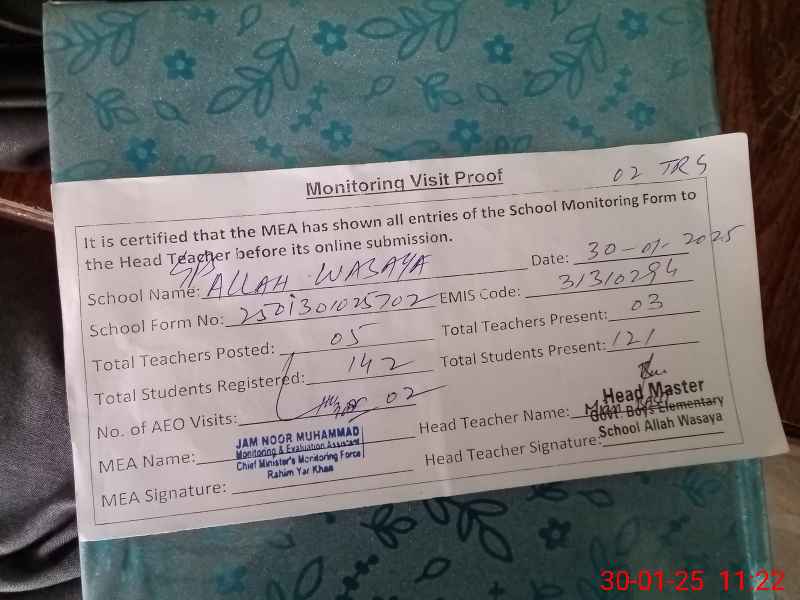 Monitoring Visit Proof
02 TRS
It is certified that the MEA has shown all entries of the School Monitoring Form to
the Head Teacher before its online submission.
School Name: GPS ALLAH WASAYA Date: 30-01-2025
School Form No: 2501301025702 EMIS Code: 31310294
Total Teachers Posted: 05 Total Teachers Present: 03
Total Students Registered: 142 Total Students Present: 121
No. of AEO Visits: 02
Head Teacher Name:
Head Master
Govt. Boys Elementary
School Allah Wasaya
MEA Name:
JAM NOOR MUHAMMAD
Monitoring & Evaluation Assistant
Chief Minister's Monitoring Force
Rahim Yar Khan
Head Teacher Signature:
MEA Signature:
30-01-25 11:22